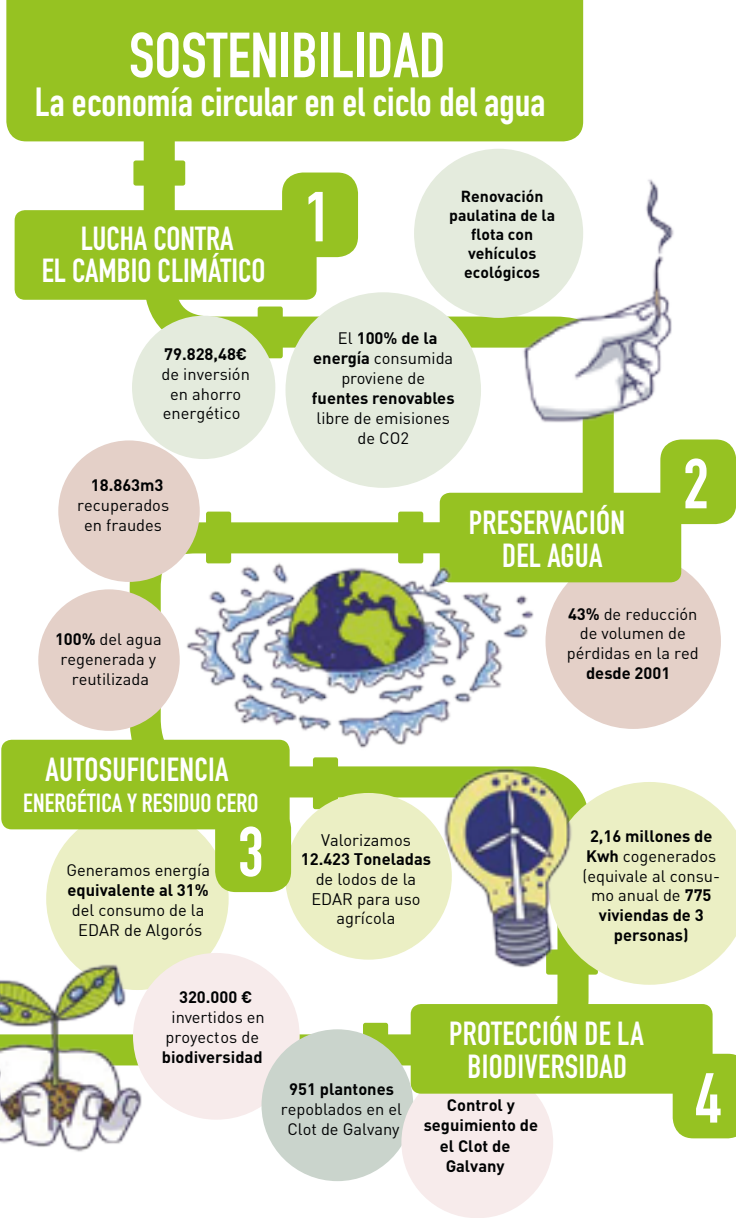 SOSTENIBILIDAD
La economía circular en el ciclo del agua
1
LUCHA CONTRA
EL CAMBIO CLIMÁTICO
Renovación
paulatina de la
flota con
vehículos
ecológicos
79.828,48€
de inversión
en ahorro
energético
El 100% de la
energía consumida
proviene de
fuentes renovables
libre de emisiones
de CO2
2
PRESERVACIÓN
DEL AGUA
18.863m3
recuperados
en fraudes
100% del agua
regenerada y
reutilizada
43% de reducción
de volumen de
pérdidas en la red
desde 2001
AUTOSUFICIENCIA
ENERGÉTICA Y RESIDUO CERO
3
Generamos energía
equivalente al 31%
del consumo de la
EDAR de Algorós
Valorizamos
12.423 Toneladas
de lodos de la
EDAR para uso
agrícola
2,16 millones de
Kwh cogenerados
(equivale al consu-
mo anual de 775
viviendas de 3
personas)
PROTECCIÓN DE LA
BIODIVERSIDAD
4
320.000 €
invertidos en
proyectos de
biodiversidad
951 plantones
repoblados en el
Clot de Galvany
Control y
seguimiento de
el Clot de
Galvany